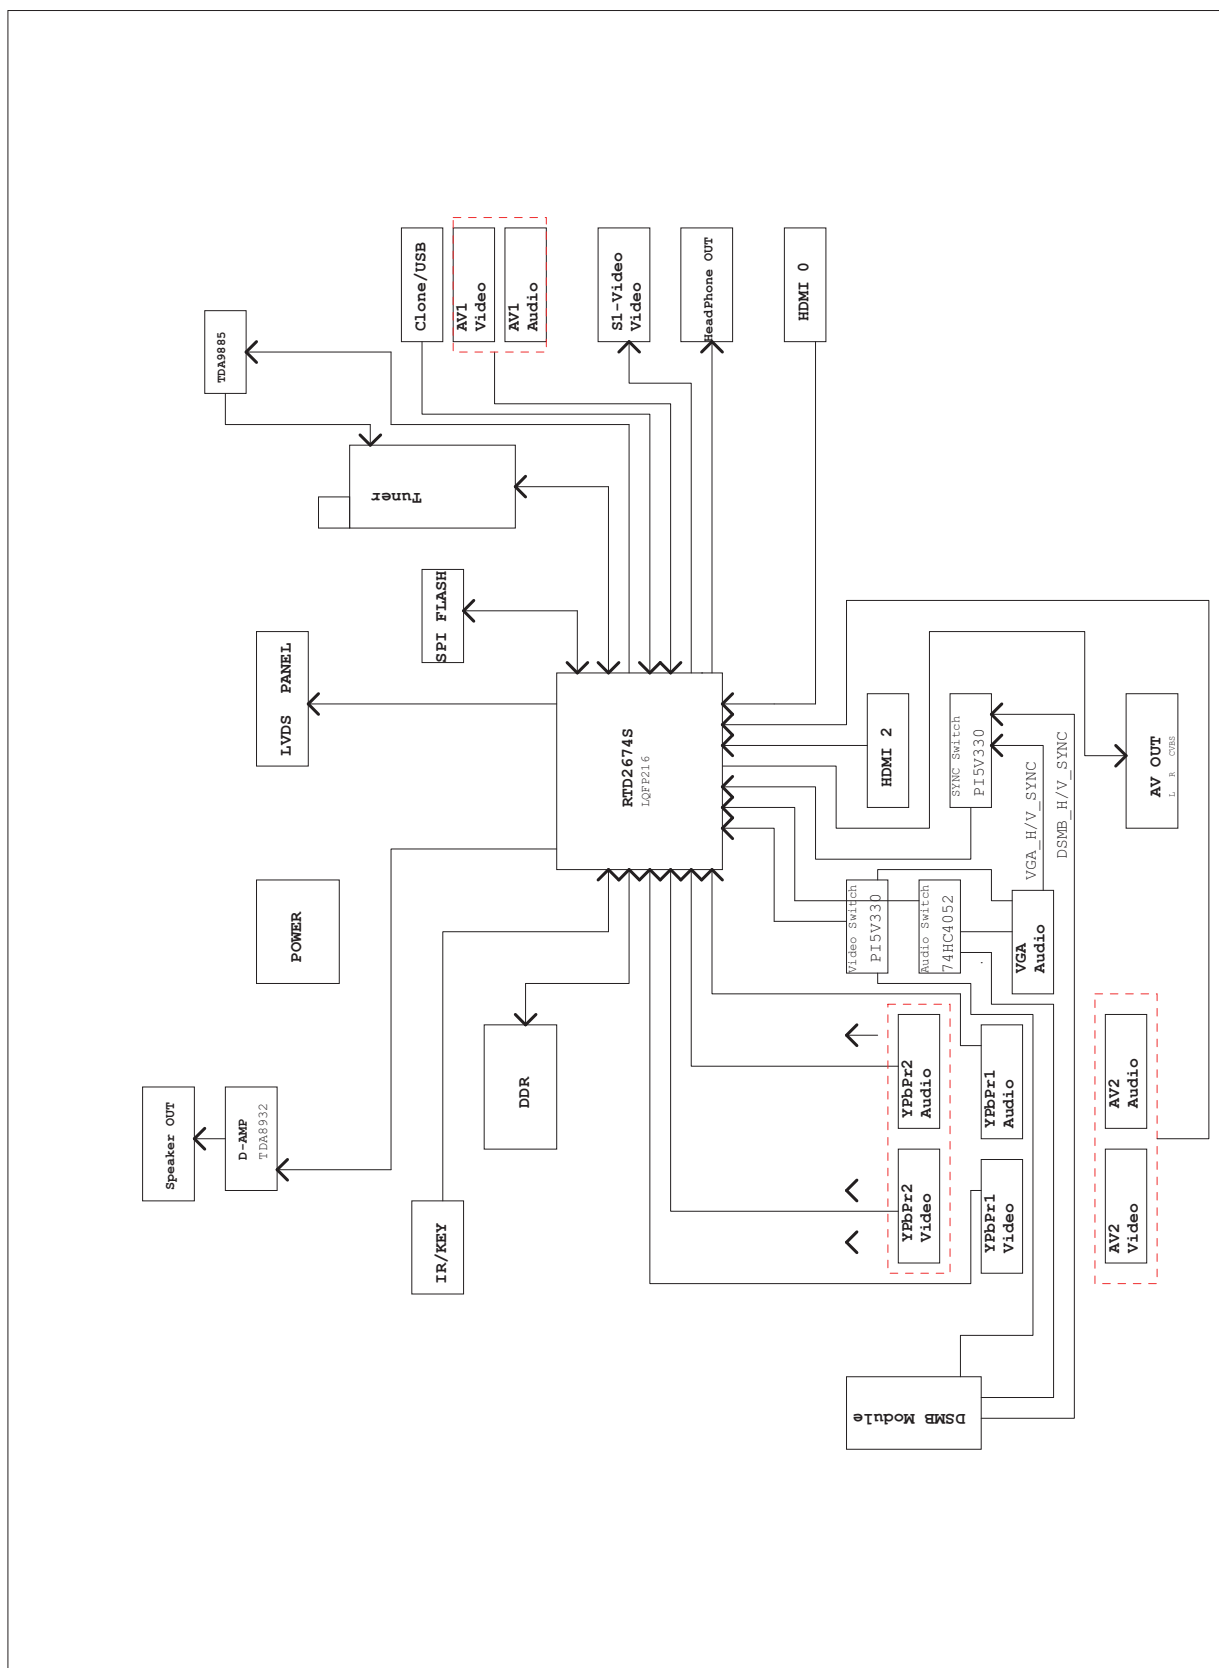 TDA9885
Clone/USB
AV1
Video
AV1
Audio
S1-Video
Video
HeadPhone OUT
HDMI 0
Tuner
SPI FLASH
LVDS PANEL
RTD2674S
LQFP216
HDMI 2
SYNC Switch
PI5V330
VGA_H/V_SYNC
DSMB_H/V_SYNC
AV OUT
L R CVBS
POWER
Video Switch
PI5V330
Audio Switch
74HC4052
VGA
Audio
Speaker OUT
D-AMP
TDA8932
DDR
YPbPr2
Audio
YPbPr1
Audio
AV2
Audio
IR/KEY
YPbPr2
Video
YPbPr1
Video
AV2
Video
DSMB Module